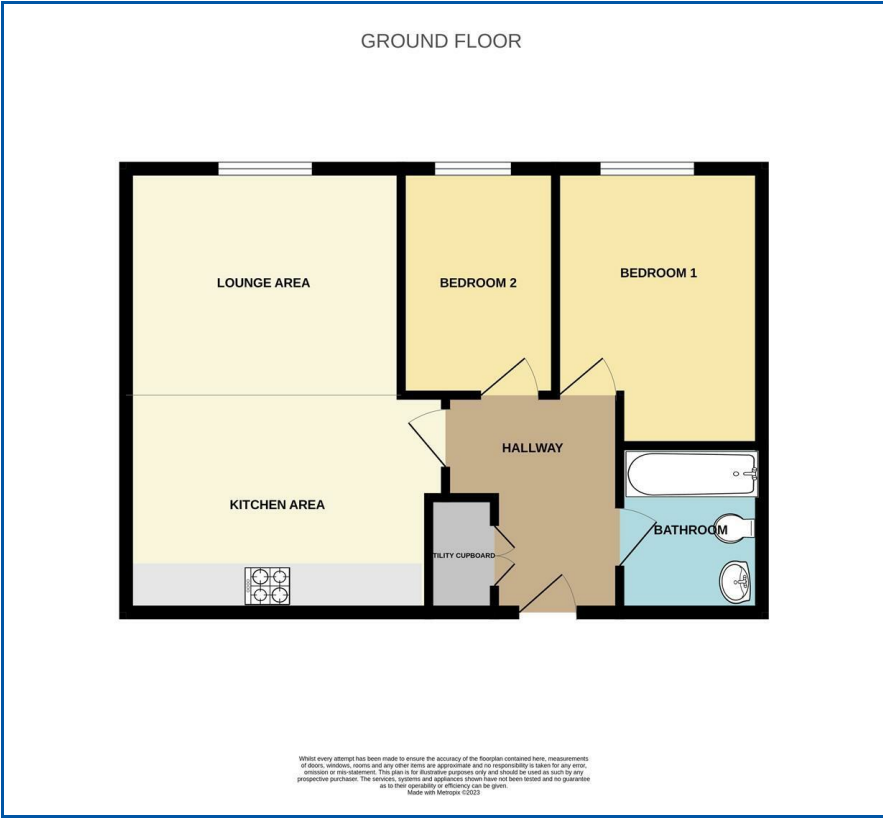 GROUND FLOOR
LOUNGE AREA
BEDROOM 2
BEDROOM 1
HALLWAY
KITCHEN AREA
BATHROOM
TILITY CUPBOARD
Whilst every attempt has been made to ensure the accuracy of the floorplan contained here, measurements
of doors, windows, rooms and any other items are approximate and no responsibility is taken for any error,
omission or mis-statement. This plan is for illustrative purposes only and should be used as such by any
prospective purchaser. The services, systems and appliances shown have not been tested and no guarantee
as to their operability or efficiency can be given.
Made with Metropix ©2023